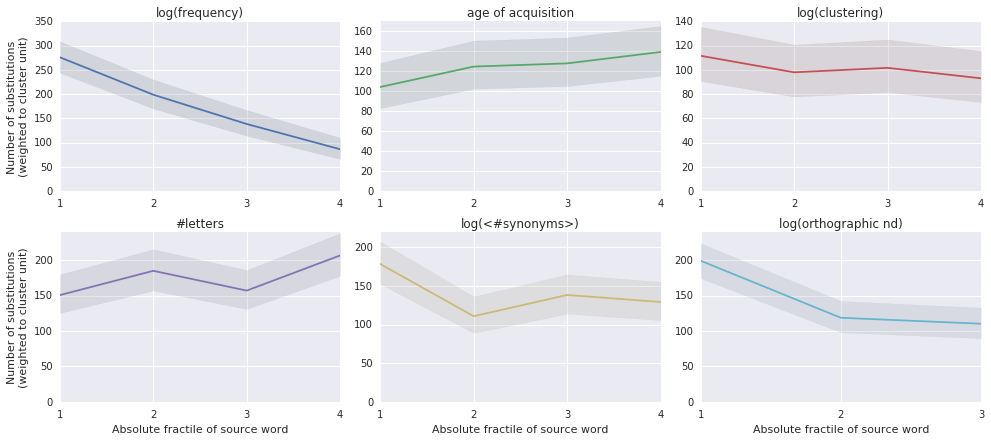 log(frequency)
age of acquisition
log(clustering)
Number of substitutions
(weighted to cluster unit)
350
300
250
200
150
100
50
0
1 2 3 4
160
140
120
100
80
60
40
20
0
1 2 3 4
140
120
100
80
60
40
20
0
1 2 3 4
#letters
log(<#synonyms>)
log(orthographic nd)
Number of substitutions
(weighted to cluster unit)
200
150
100
50
0
1 2 3 4
Absolute fractile of source word
200
150
100
50
0
1 2 3 4
Absolute fractile of source word
200
150
100
50
0
1 2 3
Absolute fractile of source word